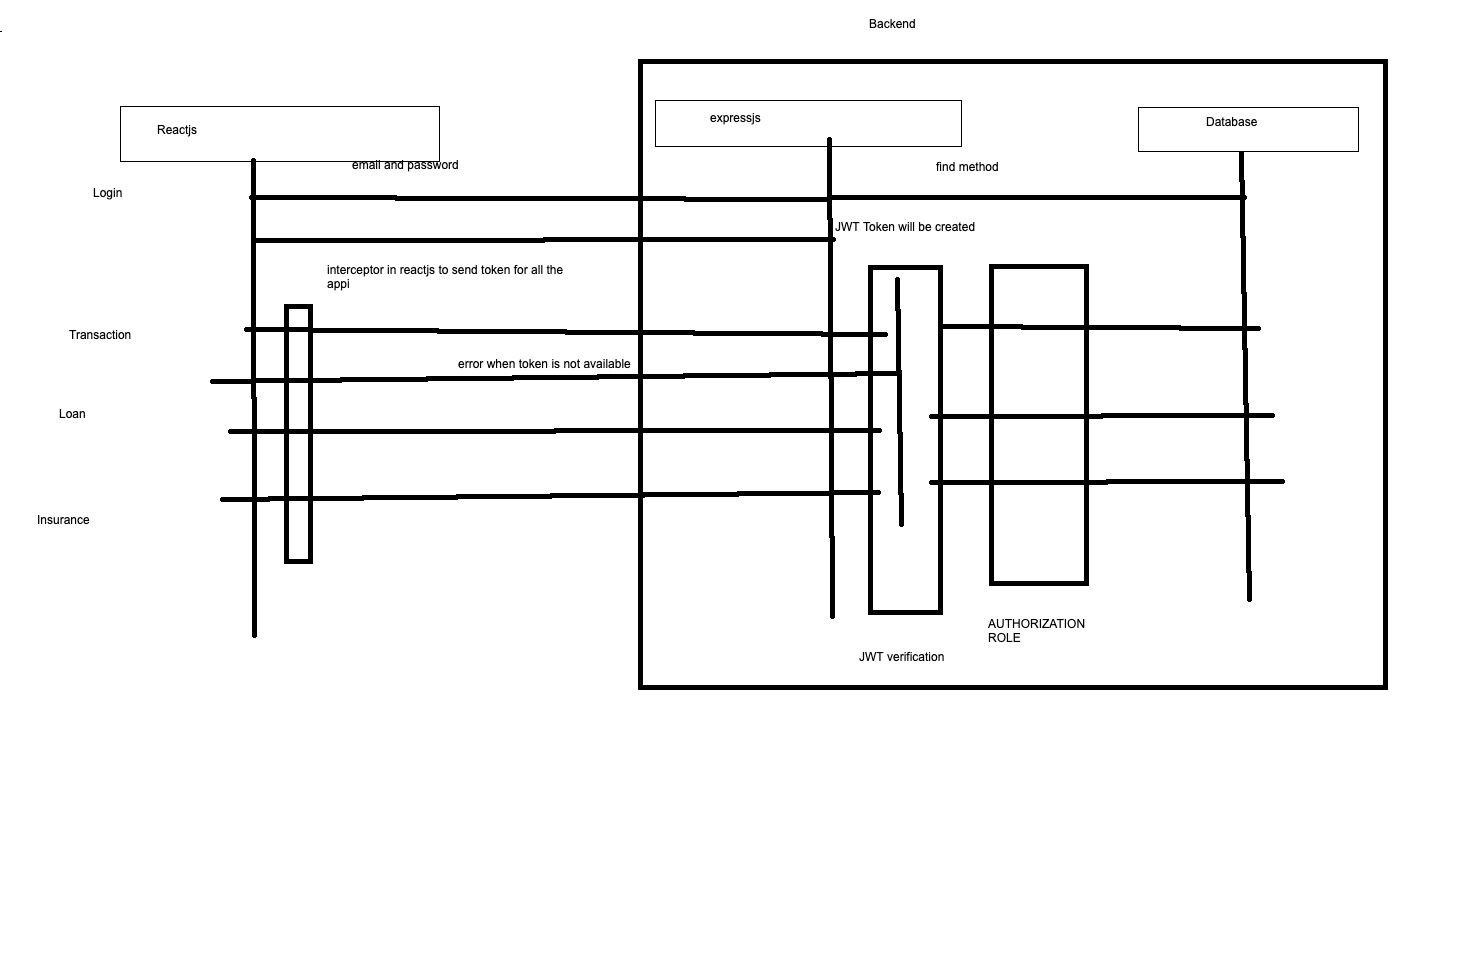 Backend
Reactjs
expressjs
Database
email and password
find method
Login
JWT Token will be created
interceptor in reactjs to send token for all the
appi
Transaction
error when token is not available
Loan
Insurance
AUTHORIZATION
ROLE
JWT verification